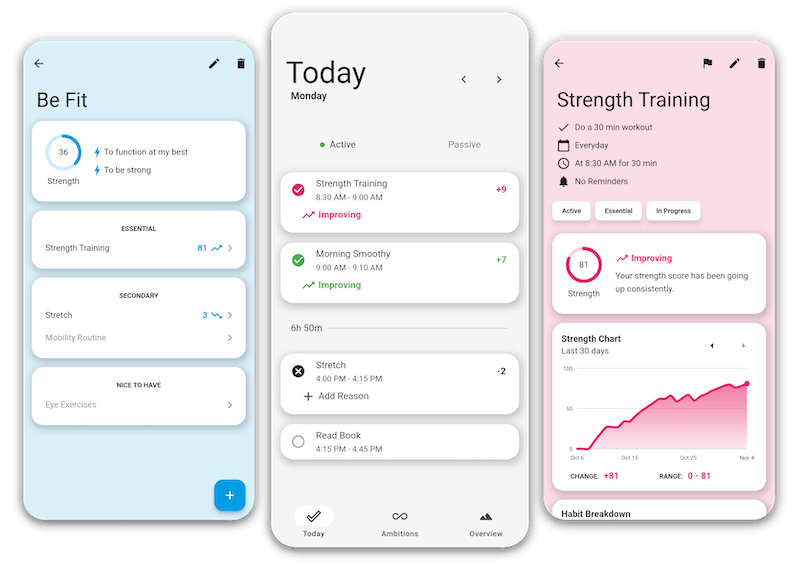 Be Fit
36
Strength
To function at my best
To be strong
ESSENTIAL
Strength Training 81
SECONDARY
Stretch 3
Mobility Routine
NICE TO HAVE
Eye Exercises
+
Today
Monday
Active Passive
Strength Training +9
8:30 AM - 9:00 AM
Improving
Morning Smoothy +7
9:00 AM - 9:10 AM
Improving
6h 50m
Stretch -2
4:00 PM - 4:15 PM
+ Add Reason
Read Book
4:15 PM - 4:45 PM
Today Ambitions Overview
Strength Training
Do a 30 min workout
Everyday
At 8:30 AM for 30 min
No Reminders
Active Essential In Progress
81
Strength
Improving
Your strength score has been going
up consistently.
Strength Chart
Last 30 days
100
50
0
Oct 6 Oct 15 Oct 25 Nov 4
CHANGE: +81 RANGE: 0 - 81
Habit Breakdown